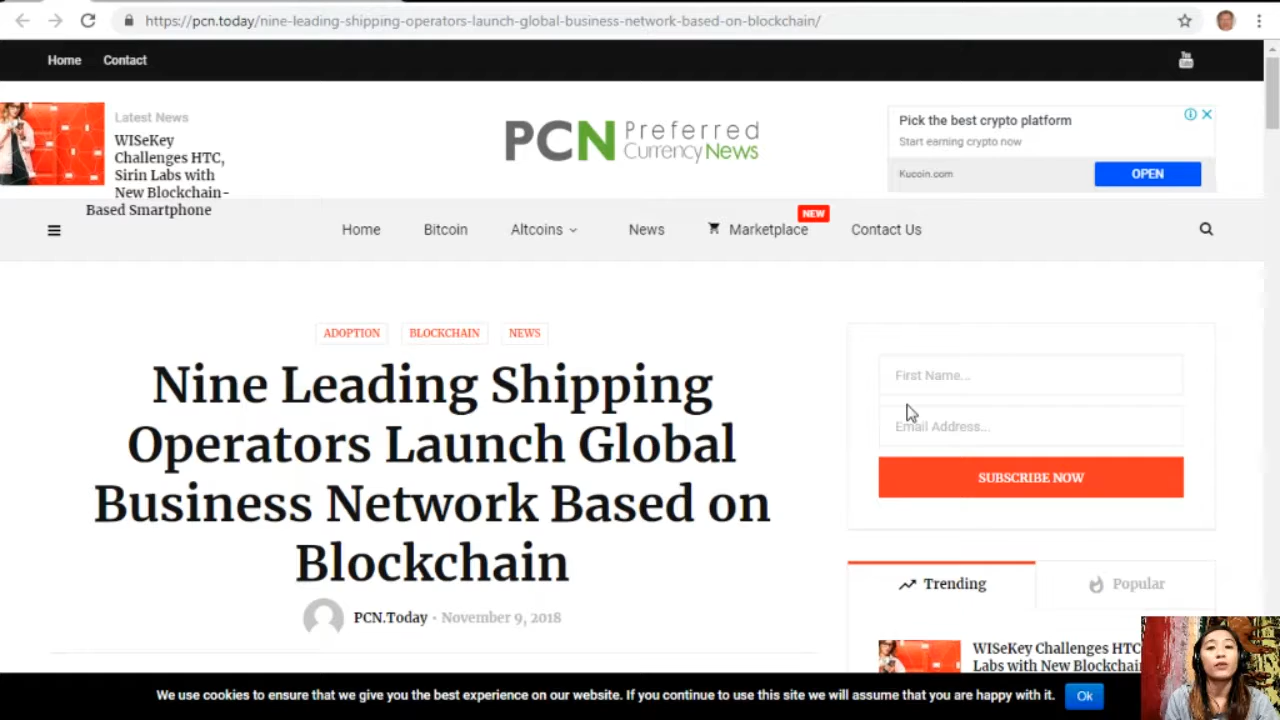 https://pcn.today/nine-leading-shipping-operators-launch-global-business-network-based-on-blockchain/
Home Contact
You
Latest News
WISeKey
Challenges HTC,
Sirin Labs with
New Blockchain-
Based Smartphone
PCN Preferred
CurrencyNews
Pick the best crypto platform
Start earning crypto now
Kucoin.com
OPEN
NEW
Home Bitcoin Altcoins News Marketplace Contact Us
ADOPTION BLOCKCHAIN NEWS
Nine Leading Shipping
Operators Launch Global
Business Network Based on
Blockchain
PCN.Today • November 9, 2018
First Name...
Email Address...
SUBSCRIBE NOW
Trending Popular
WISeKey Challenges HTC
Labs with New Blockchain
We use cookies to ensure that we give you the best experience on our website. If you continue to use this site we will assume that you are happy with it.
Ok